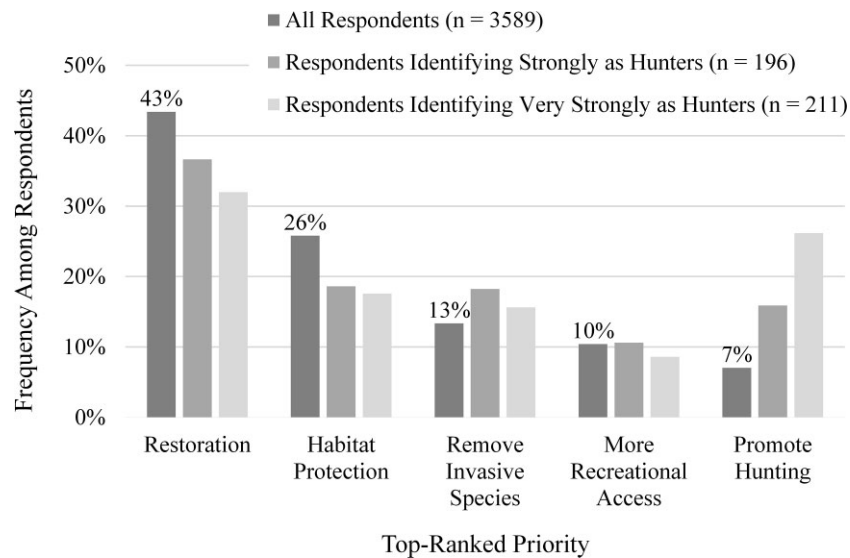 All Respondents (n = 3589)
Respondents Identifying Strongly as Hunters (n = 196)
Respondents Identifying Very Strongly as Hunters (n = 211)
Frequency Among Respondents
50%
40%
30%
20%
10%
0%
43%
26%
13%
10%
7%
Restoration
Habitat
Protection
Remove
Invasive
Species
More
Recreational
Access
Promote
Hunting
Top-Ranked Priority